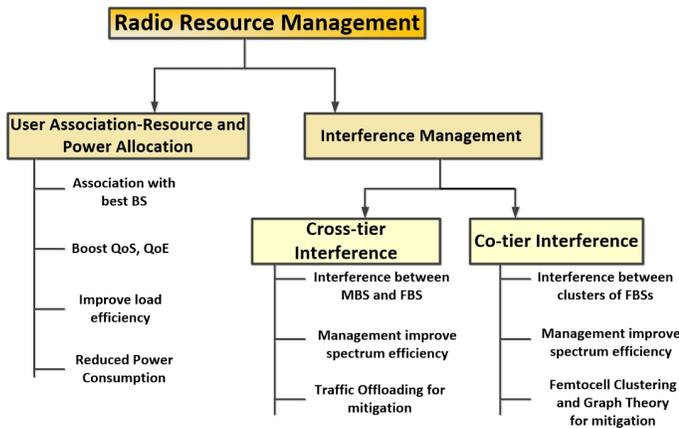 Radio Resource Management
User Association-Resource and
Power Allocation
Association with
best BS
Boost QoS, QoE
Improve load
efficiency
Reduced Power
Consumption
Interference Management
Cross-tier
Interference
Interference between
MBS and FBS
Management improve
spectrum efficiency
Traffic Offloading for
mitigation
Co-tier Interference
Interference between
clusters of FBSs
Management improve
spectrum efficiency
Femtocell Clustering
and Graph Theory
for mitigation